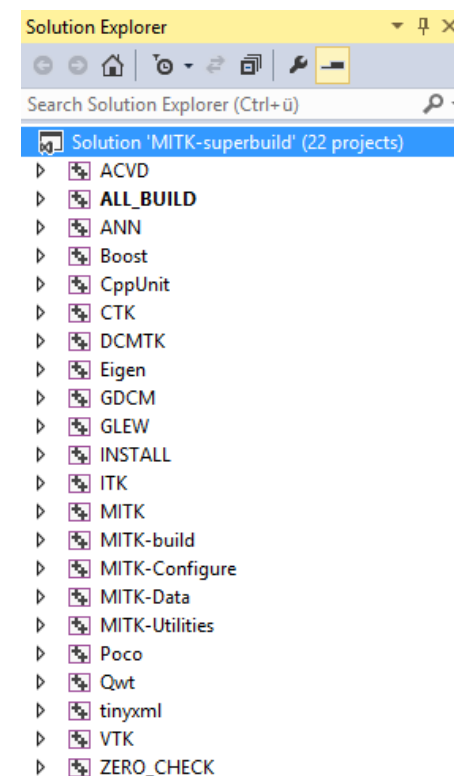 Solution Explorer
Search Solution Explorer (Ctrl+ü)
Solution 'MITK-superbuild' (22 projects)
ACVD
ALL_BUILD
ANN
Boost
CppUnit
CTK
DCMTK
Eigen
GDCM
GLEW
INSTALL
ITK
MITK
MITK-build
MITK-Configure
MITK-Data
MITK-Utilities
Poco
Qwt
tinyxml
VTK
ZERO_CHECK